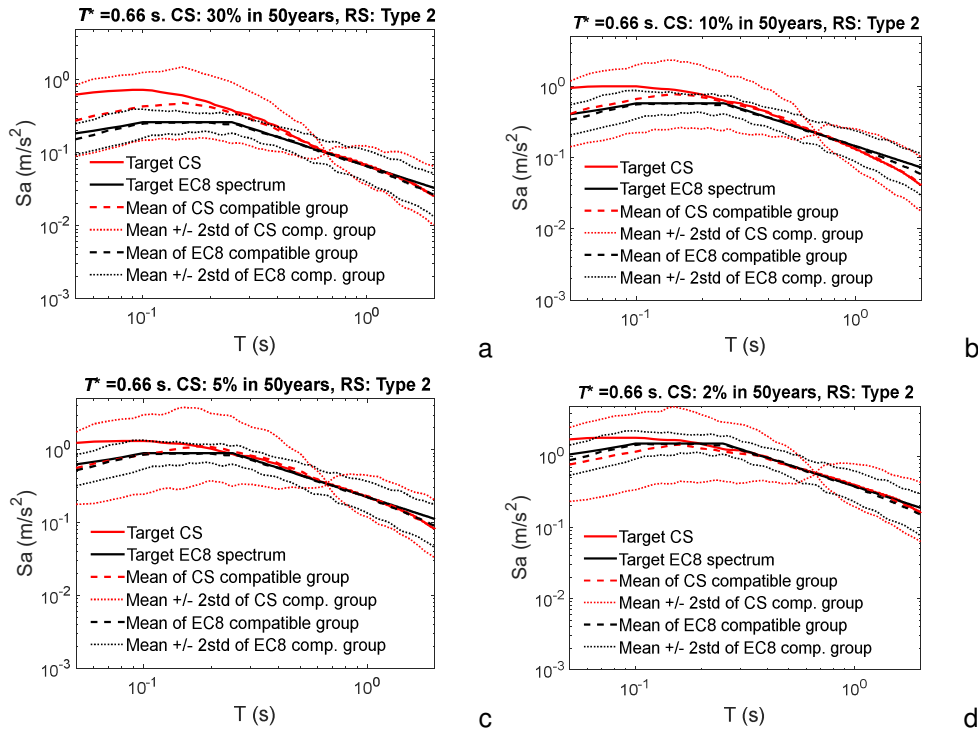 T* =0.66 s. CS: 30% in 50years, RS: Type 2
10^0
10^-1
10^-2
10^-3
Sa (m/s^2)
Target CS
Target EC8 spectrum
Mean of CS compatible group
Mean +/- 2std of CS comp. group
Mean of EC8 compatible group
Mean +/- 2std of EC8 comp. group
10^-1
10^0
T (s)
a
T* =0.66 s. CS: 10% in 50years, RS: Type 2
10^0
10^-1
10^-2
10^-3
Sa (m/s^2)
Target CS
Target EC8 spectrum
Mean of CS compatible group
Mean +/- 2std of CS comp. group
Mean of EC8 compatible group
Mean +/- 2std of EC8 comp. group
10^-1
10^0
T (s)
b
T* =0.66 s. CS: 5% in 50years, RS: Type 2
10^0
10^-1
10^-2
10^-3
Sa (m/s^2)
Target CS
Target EC8 spectrum
Mean of CS compatible group
Mean +/- 2std of CS comp. group
Mean of EC8 compatible group
Mean +/- 2std of EC8 comp. group
10^-1
10^0
T (s)
c
T* =0.66 s. CS: 2% in 50years, RS: Type 2
10^0
10^-1
10^-2
10^-3
Sa (m/s^2)
Target CS
Target EC8 spectrum
Mean of CS compatible group
Mean +/- 2std of CS comp. group
Mean of EC8 compatible group
Mean +/- 2std of EC8 comp. group
10^-1
10^0
T (s)
d